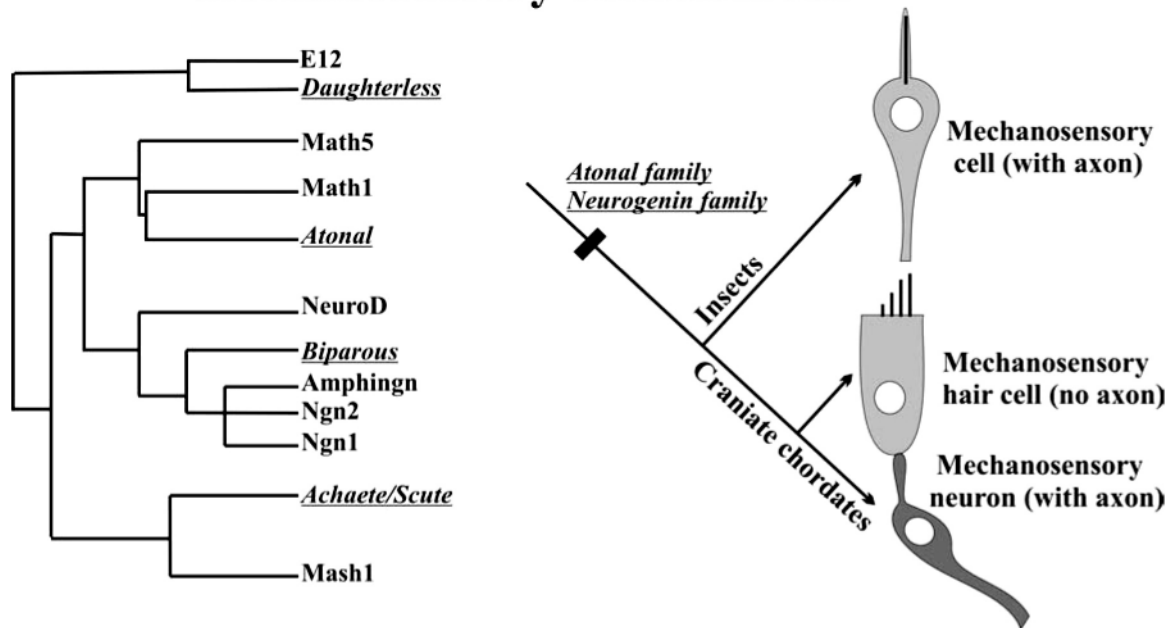 E12
Daughterless
Math5
Math1
Atonal
NeuroD
Biparous
Amphingn
Ngn2
Ngn1
Achaete/Scute
Mash1
Atonal family
Neurogenin family
Insects
Craniate chordates
Mechanosensory
cell (with axon)
Mechanosensory
hair cell (no axon)
Mechanosensory
neuron (with axon)